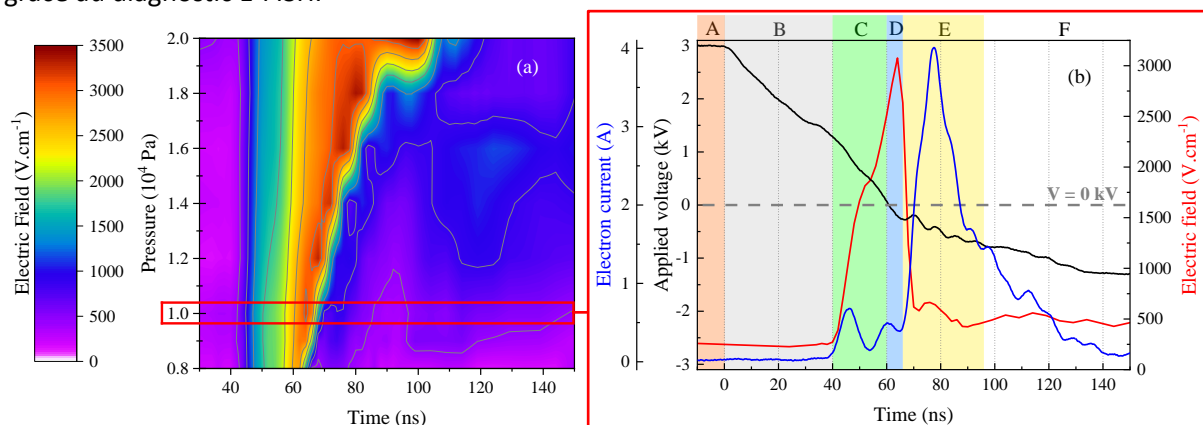 grâce au diagnostic E-FISH.
Electric Field (V.cm⁻¹)
3500
3000
2500
2000
1500
1000
500
0
Pressure (10⁴ Pa)
2.0
1.8
1.6
1.4
1.2
1.0
0.8
(a)
40 60 80 100 120 140
Time (ns)
A B C D E F
(b)
Electron current (A)
4
3
2
1
0
Applied voltage (kV)
3
2
1
0
-1
-2
-3
V = 0 kV
Electric field (V.cm⁻¹)
3000
2500
2000
1500
1000
500
0
0 20 40 60 80 100 120 140
Time (ns)